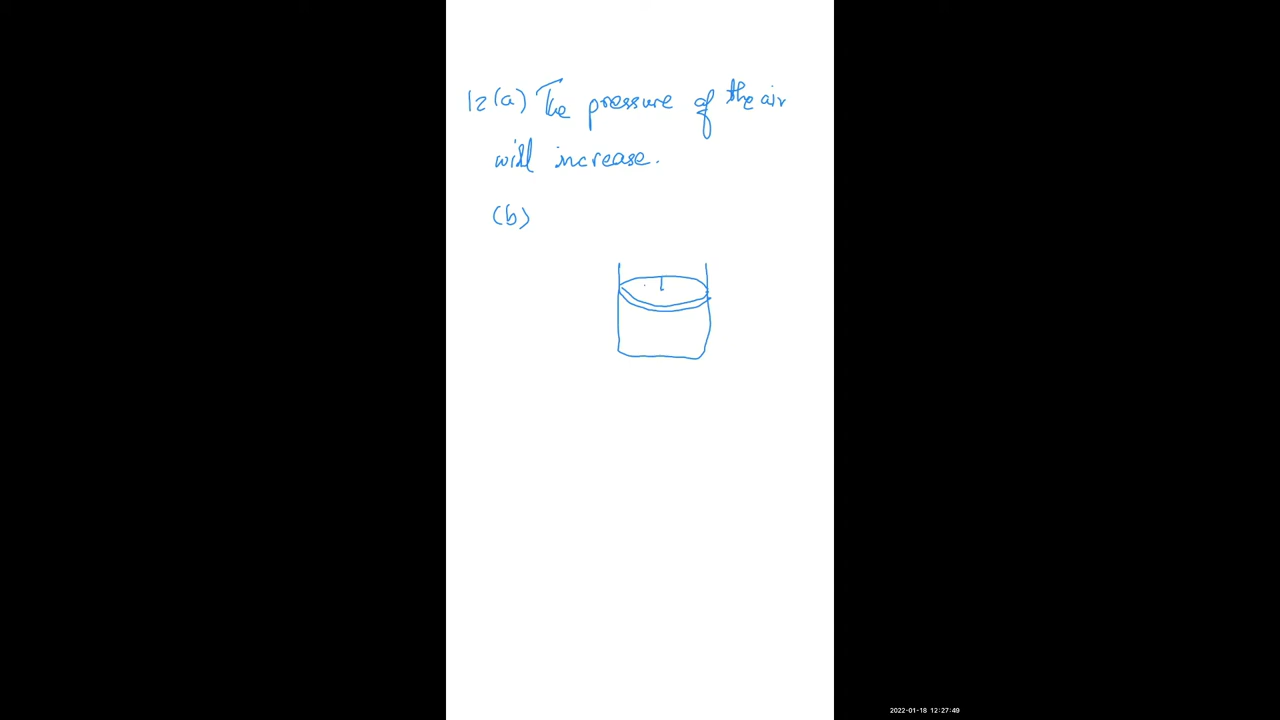 12(a) The pressure of the air
will increase.
(b)
2022-01-18 12:27:49